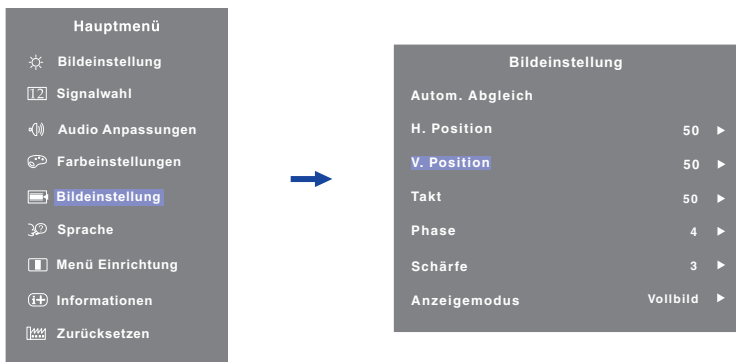 Hauptmenü
Bildeinstellung
12 Signalwahl
Audio Anpassungen
Farbeinstellungen
Bildeinstellung
Sprache
Menü Einrichtung
Informationen
Zurücksetzen
Bildeinstellung
Autom. Abgleich
H. Position 50
V. Position 50
Takt 50
Phase 4
Schärfe 3
Anzeigemodus Vollbild